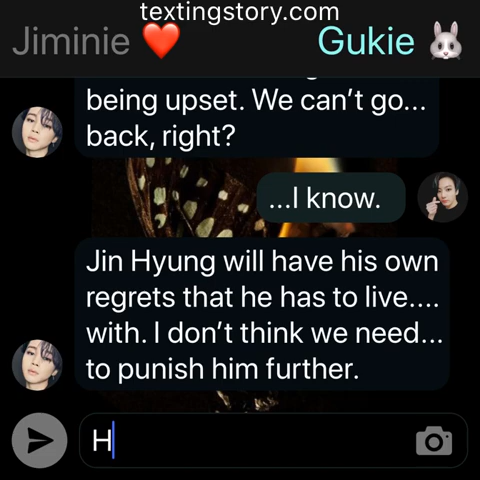 textingstory.com
Jiminie ❤️ Gukie 🐰
being upset. We can't go...
back, right?
...I know.
Jin Hyung will have his own
regrets that he has to live....
with. I don't think we need...
to punish him further.
H